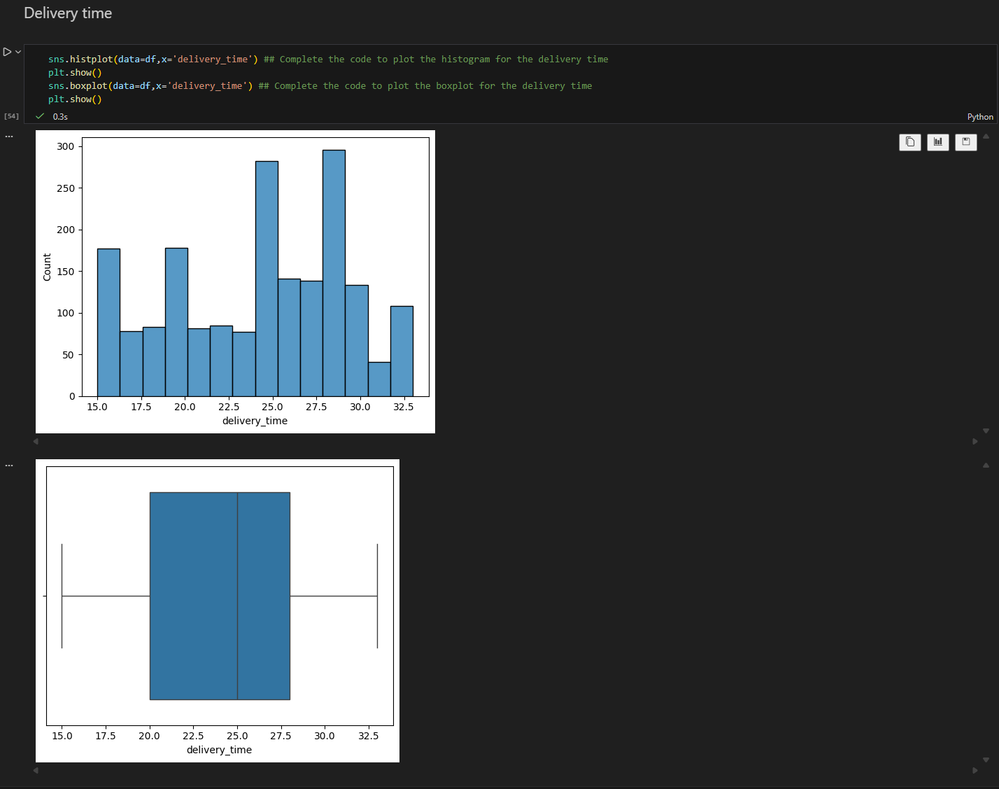 Delivery time
sns.histplot(data=df,x='delivery_time') ## Complete the code to plot the histogram for the delivery time
plt.show()
sns.boxplot(data=df,x='delivery_time') ## Complete the code to plot the boxplot for the delivery time
plt.show()
[54] 0.3s Python
...
300
250
200
150
100
50
0
Count
15.0 17.5 20.0 22.5 25.0 27.5 30.0 32.5
delivery_time
...
15.0 17.5 20.0 22.5 25.0 27.5 30.0 32.5
delivery_time